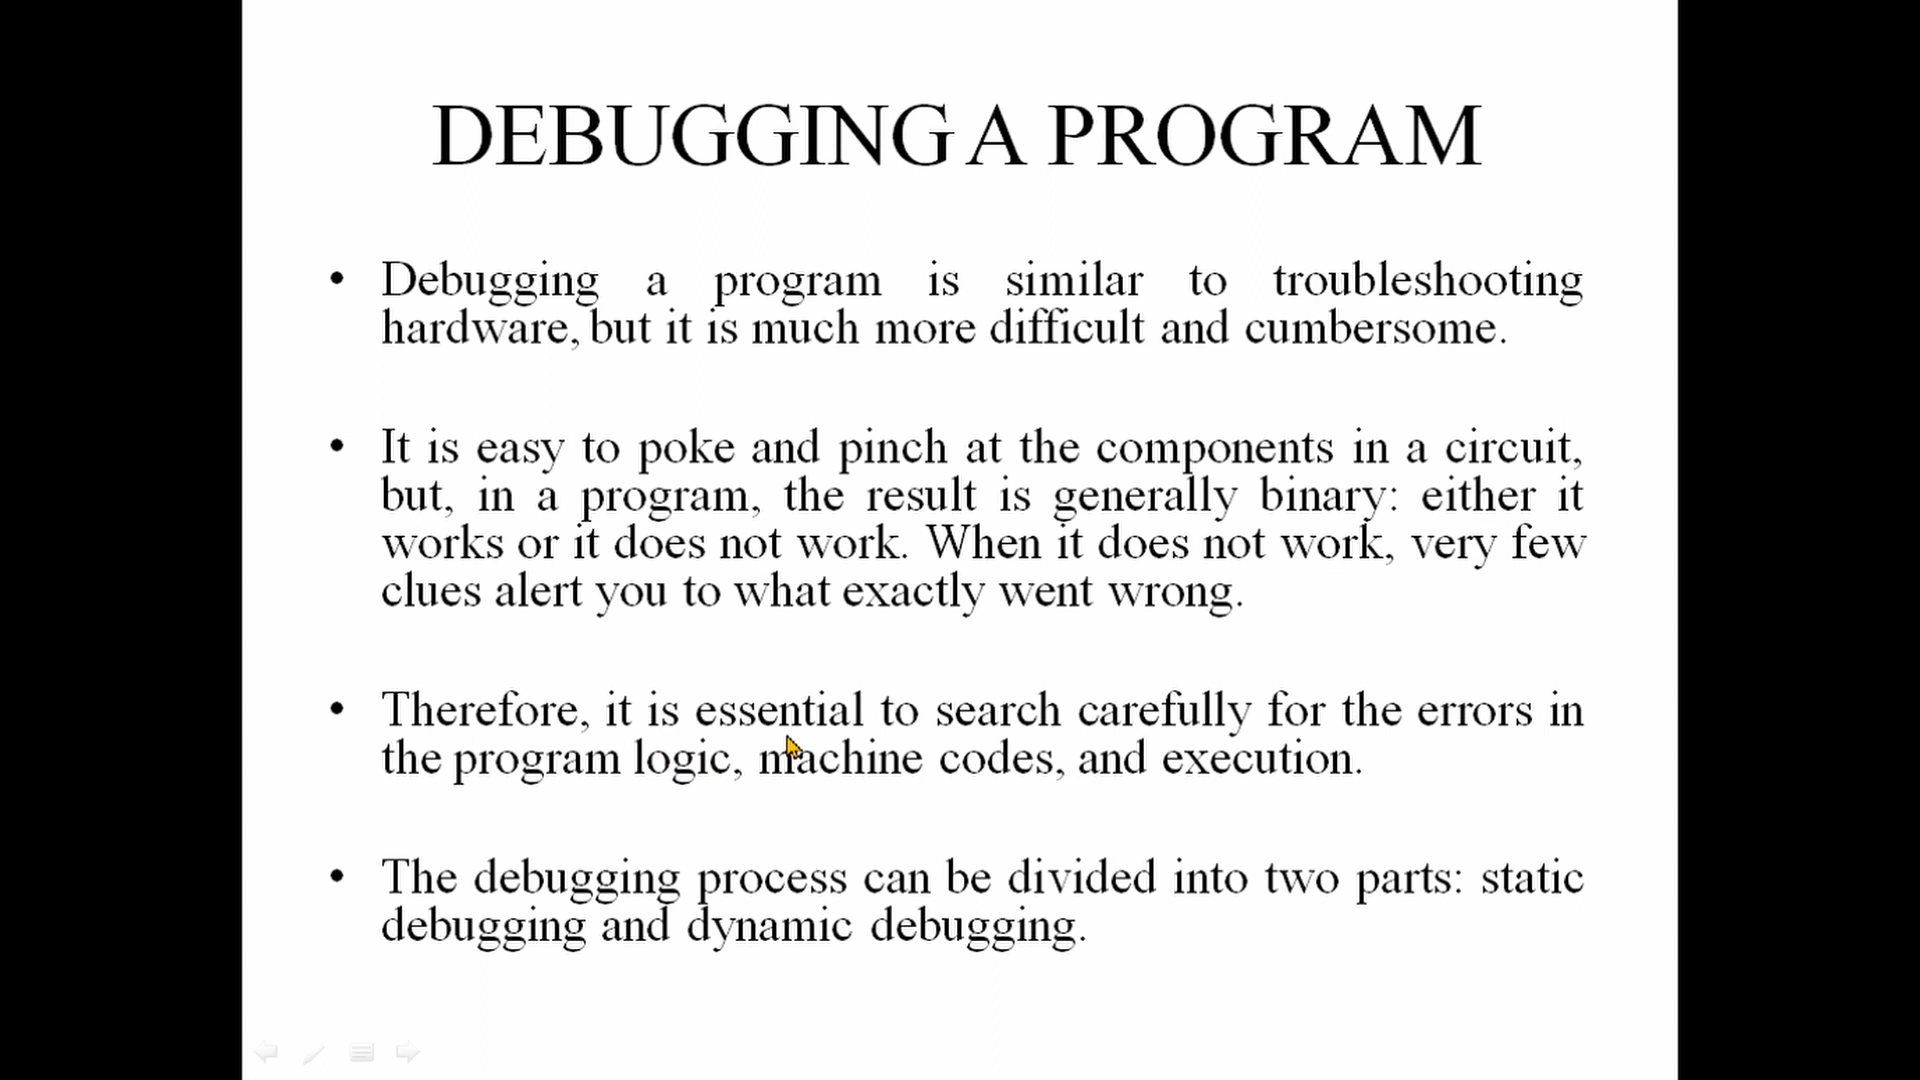 DEBUGGING A PROGRAM
• Debugging a program is similar to troubleshooting
hardware, but it is much more difficult and cumbersome.
• It is easy to poke and pinch at the components in a circuit,
but, in a program, the result is generally binary: either it
works or it does not work. When it does not work, very few
clues alert you to what exactly went wrong.
• Therefore, it is essential to search carefully for the errors in
the program logic, machine codes, and execution.
• The debugging process can be divided into two parts: static
debugging and dynamic debugging.